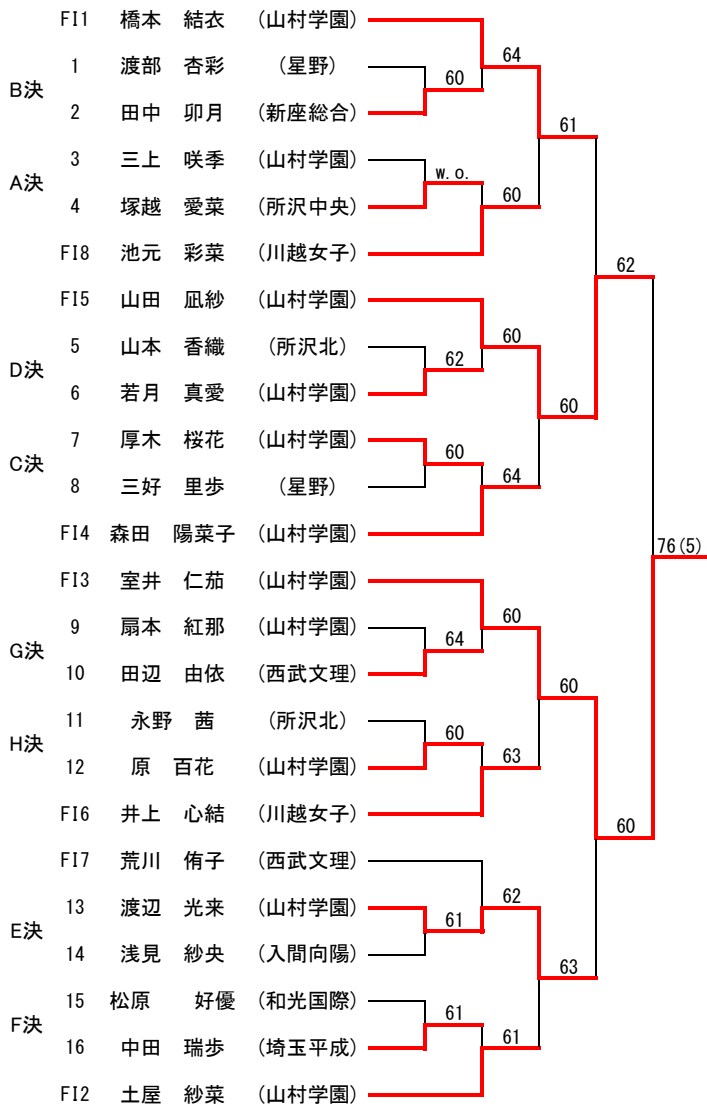 FI1 橋本 結衣 (山村学園)
64
1 渡部 杏彩 (星野)
B決 60
2 田中 卯月 (新座総合)
61
3 三上 咲季 (山村学園)
A決 w.o.
4 塚越 愛菜 (所沢中央)
60
FI8 池元 彩菜 (川越女子)
62
FI5 山田 凪紗 (山村学園)
60
5 山本 香織 (所沢北)
D決 62
6 若月 真愛 (山村学園)
60
7 厚木 桜花 (山村学園)
C決 60
8 三好 里歩 (星野)
64
FI4 森田 陽菜子 (山村学園)
76(5)
FI3 室井 仁茄 (山村学園)
60
9 扇本 紅那 (山村学園)
G決 64
10 田辺 由依 (西武文理)
60
11 永野 茜 (所沢北)
H決 60
12 原 百花 (山村学園)
63
FI6 井上 心結 (川越女子)
60
FI7 荒川 侑子 (西武文理)
62
13 渡辺 光来 (山村学園)
E決 61
14 浅見 紗央 (入間向陽)
63
15 松原 好優 (和光国際)
F決 61
16 中田 瑞歩 (埼玉平成)
61
FI2 土屋 紗菜 (山村学園)